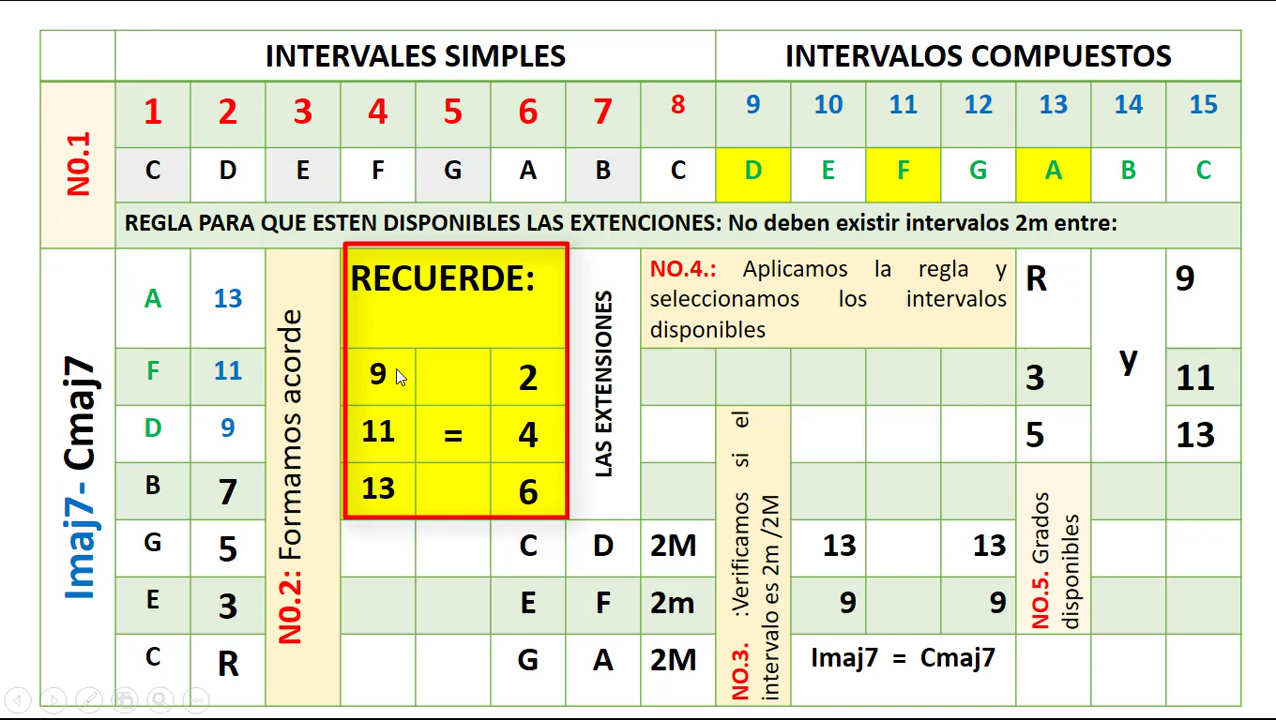 INTERVALES SIMPLES
INTERVALOS COMPUESTOS
NO.1
1 2 3 4 5 6 7 8 9 10 11 12 13 14 15
C D E F G A B C D E F G A B C
REGLA PARA QUE ESTEN DISPONIBLES LAS EXTENCIONES: No deben existir intervalos 2m entre:
Imaj7- Cmaj7
A 13
F 11
D 9
B 7
G 5
E 3
C R
NO.2: Formamos acorde
RECUERDE:
9 2
11 = 4
13 6
LAS EXTENSIONES
C D 2M
E F 2m
G A 2M
NO.4.: Aplicamos la regla y
seleccionamos los intervalos
disponibles
NO.3. :Verificamos si el
intervalo es 2m /2M
13 13
9 9
Imaj7 = Cmaj7
R 9
3 y 11
5 13
NO.5. Grados
disponibles